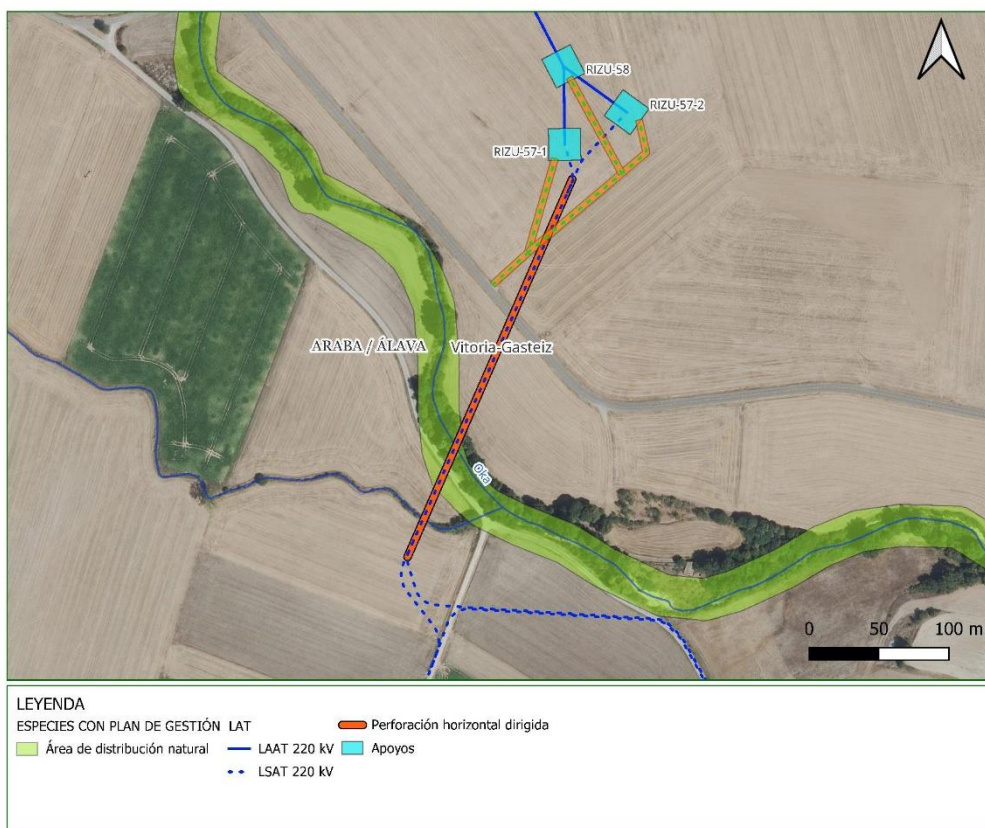 RIZU-58
RIZU-57-2
RIZU-57-1
ARABA / ÁLAVA
Vitoria-Gasteiz
Oka
0 50 100 m
LEYENDA
ESPECIES CON PLAN DE GESTIÓN LAT
Perforación horizontal dirigida
Área de distribución natural
LAAT 220 kV
Apoyos
LSAT 220 kV